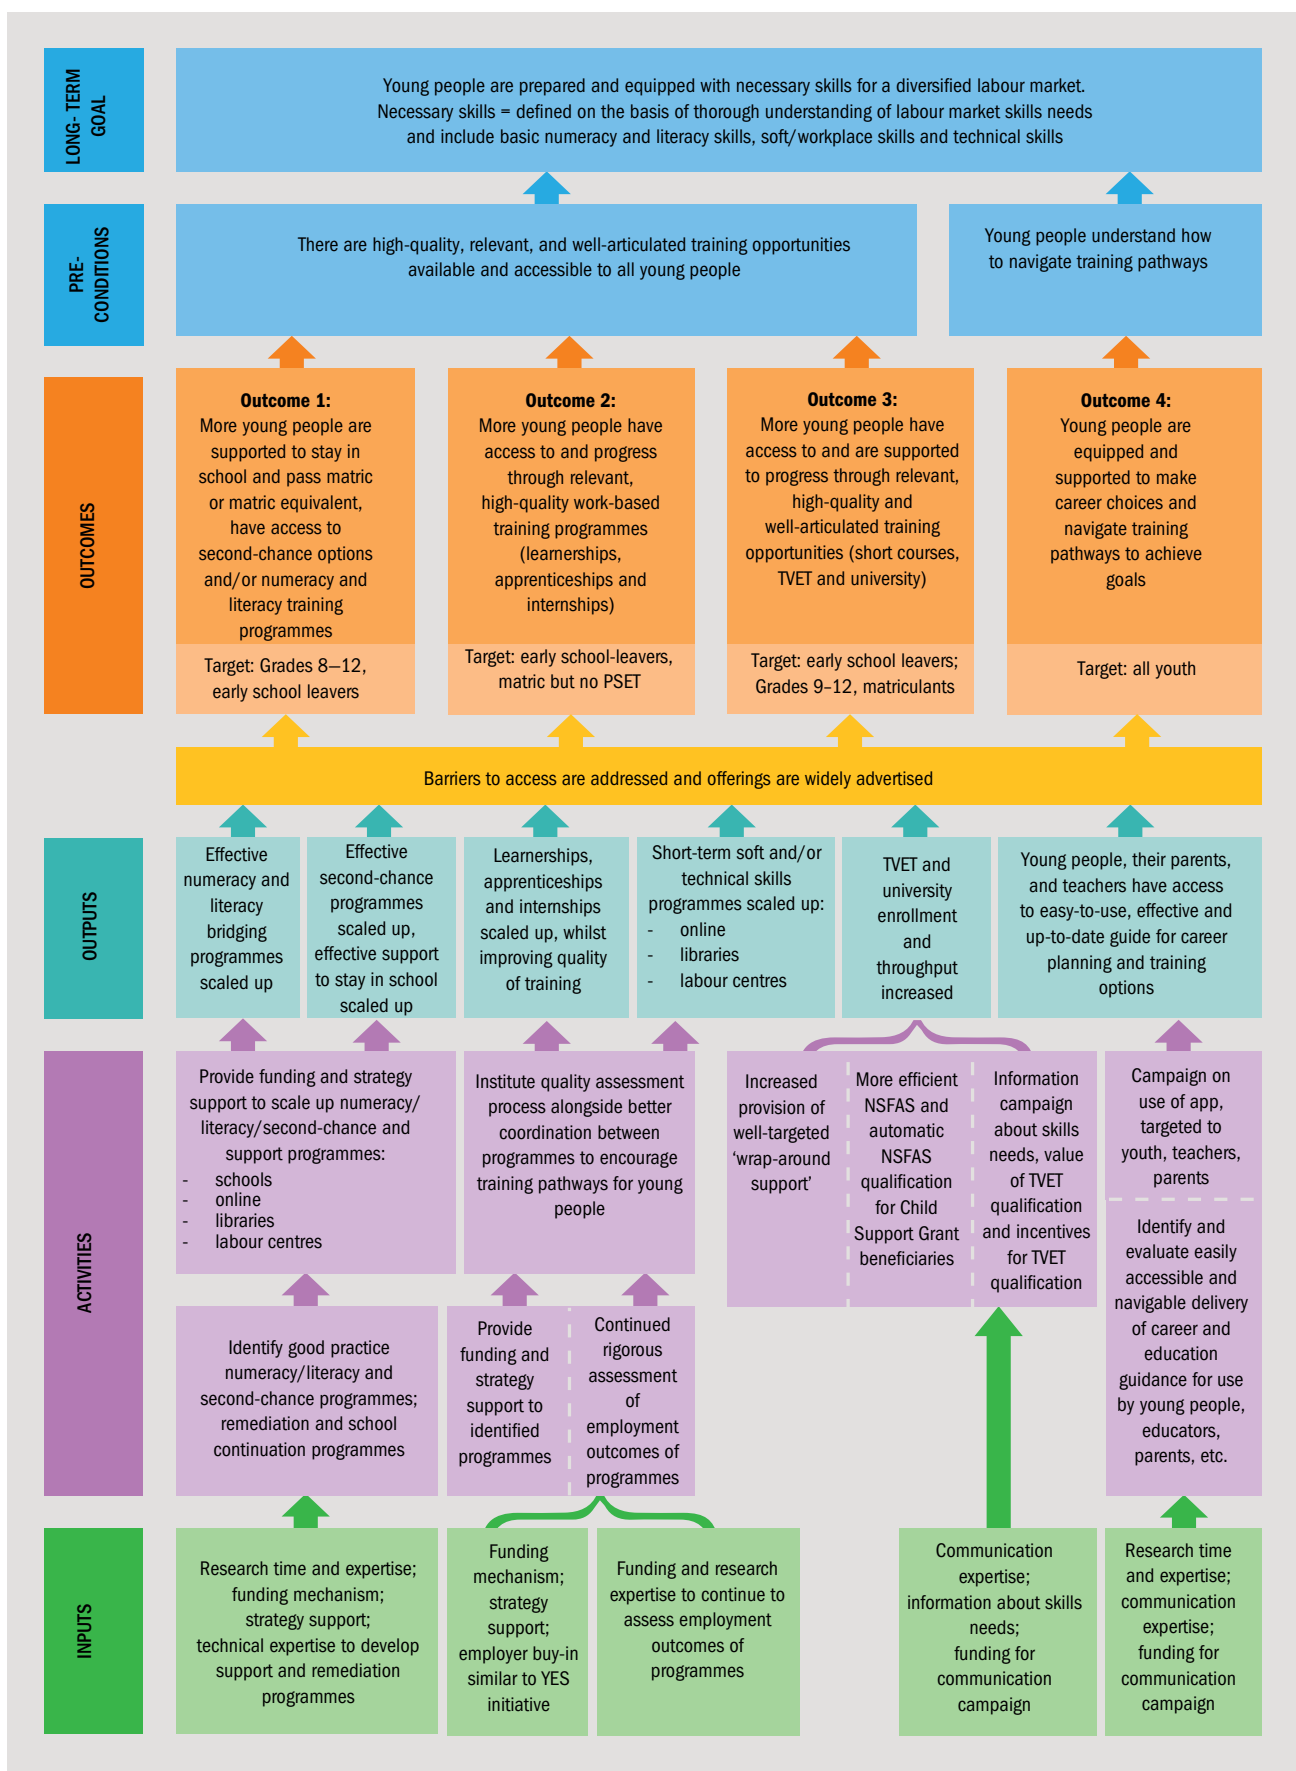 LONG- TERM
GOAL
Young people are prepared and equipped with necessary skills for a diversified labour market.
Necessary skills = defined on the basis of thorough understanding of labour market skills needs
and include basic numeracy and literacy skills, soft/workplace skills and technical skills
PRE-
CONDITIONS
There are high-quality, relevant, and well-articulated training opportunities
available and accessible to all young people
Young people understand how
to navigate training pathways
OUTCOMES
Outcome 1:
More young people are
supported to stay in
school and pass matric
or matric equivalent,
have access to
second-chance options
and/or numeracy and
literacy training
programmes
Target: Grades 8—12,
early school leavers
Outcome 2:
More young people have
access to and progress
through relevant,
high-quality work-based
training programmes
(learnerships,
apprenticeships and
internships)
Target: early school-leavers,
matric but no PSET
Outcome 3:
More young people have
access to and are supported
to progress through relevant,
high-quality and
well-articulated training
opportunities (short courses,
TVET and university)
Target: early school leavers;
Grades 9–12, matriculants
Outcome 4:
Young people are
equipped and
supported to make
career choices and
navigate training
pathways to achieve
goals
Target: all youth
Barriers to access are addressed and offerings are widely advertised
OUTPUTS
Effective
numeracy and
literacy
bridging
programmes
scaled up
Effective
second-chance
programmes
scaled up,
effective support
to stay in school
scaled up
Learnerships,
apprenticeships
and internships
scaled up, whilst
improving quality
of training
Short-term soft and/or
technical skills
programmes scaled up:
- online
- libraries
- labour centres
TVET and
university
enrollment
and
throughput
increased
Young people, their parents,
and teachers have access
to easy-to-use, effective and
up-to-date guide for career
planning and training
options
ACTIVITIES
Provide funding and strategy
support to scale up numeracy/
literacy/second-chance and
support programmes:
- schools
- online
- libraries
- labour centres
Institute quality assessment
process alongside better
coordination between
programmes to encourage
training pathways for young
people
Increased
provision of
well-targeted
‘wrap-around
support’
More efficient
NSFAS and
automatic
NSFAS
qualification
for Child
Support Grant
beneficiaries
Information
campaign
about skills
needs, value
of TVET
qualification
and incentives
for TVET
qualification
Campaign on
use of app,
targeted to
youth, teachers,
parents
Identify and
evaluate easily
accessible and
navigable delivery
of career and
education
guidance for use
by young people,
educators,
parents, etc.
Identify good practice
numeracy/literacy and
second-chance programmes;
remediation and school
continuation programmes
Provide
funding and
strategy
support to
identified
programmes
Continued
rigorous
assessment
of
employment
outcomes of
programmes
INPUTS
Research time and expertise;
funding mechanism;
strategy support;
technical expertise to develop
support and remediation
programmes
Funding
mechanism;
strategy
support;
employer buy-in
similar to YES
initiative
Funding and research
expertise to continue to
assess employment
outcomes of
programmes
Communication
expertise;
information about skills
needs;
funding for
communication
campaign
Research time
and expertise;
communication
expertise;
funding for
communication
campaign